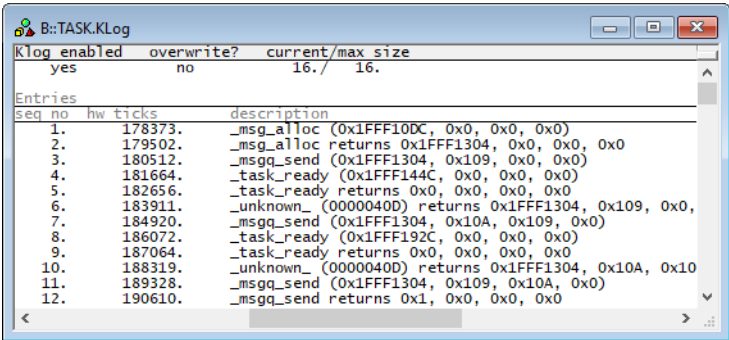 B::TASK.KLog
Klog enabled overwrite? current/max size
yes no 16./ 16.
Entries
seq no hw ticks description
1. 178373. _msg_alloc (0x1FFF10DC, 0x0, 0x0, 0x0)
2. 179502. _msg_alloc returns 0x1FFF1304, 0x0, 0x0, 0x0
3. 180512. _msgq_send (0x1FFF1304, 0x109, 0x0, 0x0)
4. 181664. _task_ready (0x1FFF144C, 0x0, 0x0, 0x0)
5. 182656. _task_ready returns 0x0, 0x0, 0x0, 0x0
6. 183911. _unknown_ (0000040D) returns 0x1FFF1304, 0x109, 0x0,
7. 184920. _msgq_send (0x1FFF1304, 0x10A, 0x109, 0x0)
8. 186072. _task_ready (0x1FFF192C, 0x0, 0x0, 0x0)
9. 187064. _task_ready returns 0x0, 0x0, 0x0, 0x0
10. 188319. _unknown_ (0000040D) returns 0x1FFF1304, 0x10A, 0x10
11. 189328. _msgq_send (0x1FFF1304, 0x109, 0x10A, 0x0)
12. 190610. _msgq_send returns 0x1, 0x0, 0x0, 0x0